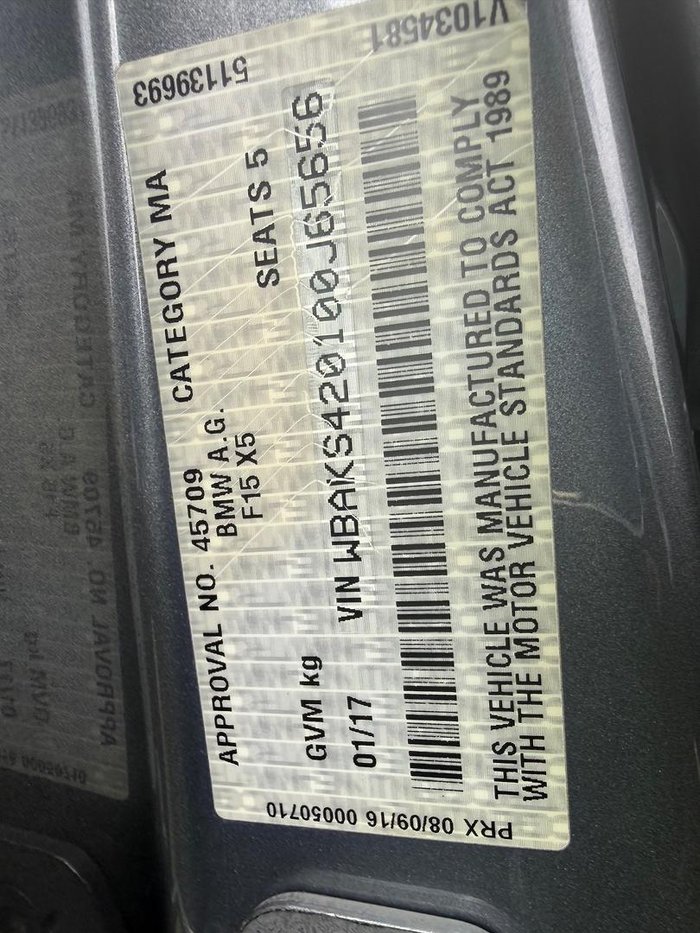 51139693
V1034581
APPROVAL NO. 45709 CATEGORY MA
BMW A.G.
F15 X5 SEATS 5
GVM kg
VIN WBAKS420100J65656
01/17
THIS VEHICLE WAS MANUFACTURED TO COMPLY
WITH THE MOTOR VEHICLE STANDARDS ACT 1989
PRX 08/09/16 00050710